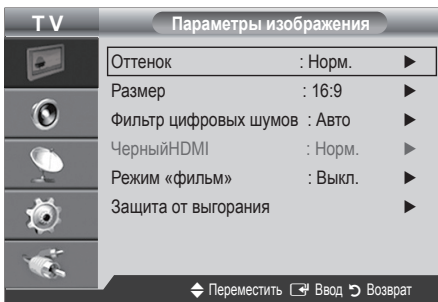 TV Параметры изображения
Оттенок : Норм. ▶
Размер : 16:9 ▶
Фильтр цифровых шумов : Авто ▶
ЧерныйHDMI : Норм. ▶
Режим «фильм» : Выкл. ▶
Защита от выгорания ▶
Переместить Ввод Возврат